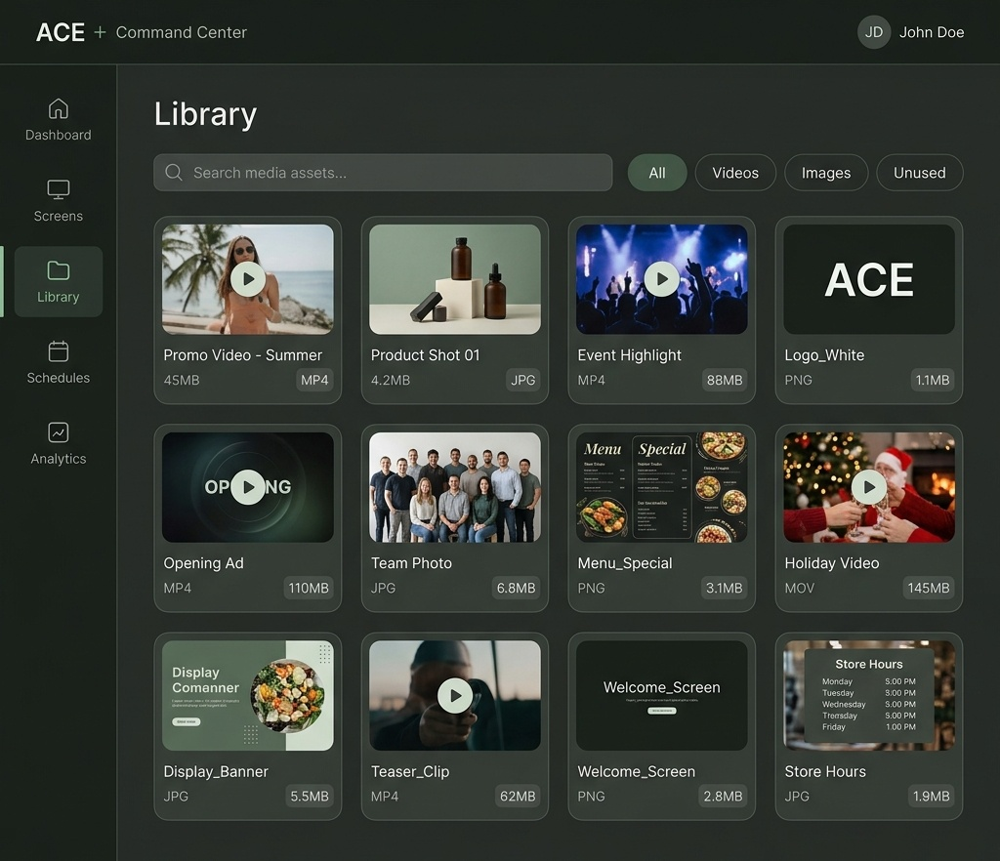 ACE + Command Center
JD John Doe
Dashboard
Screens
Library
Schedules
Analytics
Library
Search media assets...
All
Videos
Images
Unused
Promo Video - Summer
45MB
MP4
Product Shot 01
4.2MB
JPG
Event Highlight
MP4
88MB
ACE
Logo_White
PNG
1.1MB
OP NG
Opening Ad
MP4
110MB
Team Photo
JPG
6.8MB
Menu
Special
Menu_Special
PNG
3.1MB
Holiday Video
MOV
145MB
Display
Comanner
Display_Banner
JPG
5.5MB
Teaser_Clip
MP4
62MB
Welcome_Screen
Welcome_Screen
PNG
2.8MB
Store Hours
Monday 5:00 PM
Tuesday 5:00 PM
Wednesday 5:00 PM
Tremsday 5:00 PM
Friday 1:00 PM
Store Hours
JPG
1.9MB